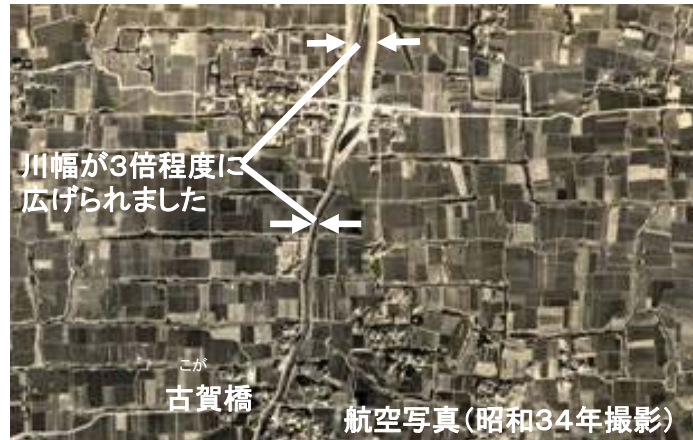 川幅が3倍程度に
広げられました
こが
古賀橋
航空写真(昭和34年撮影)